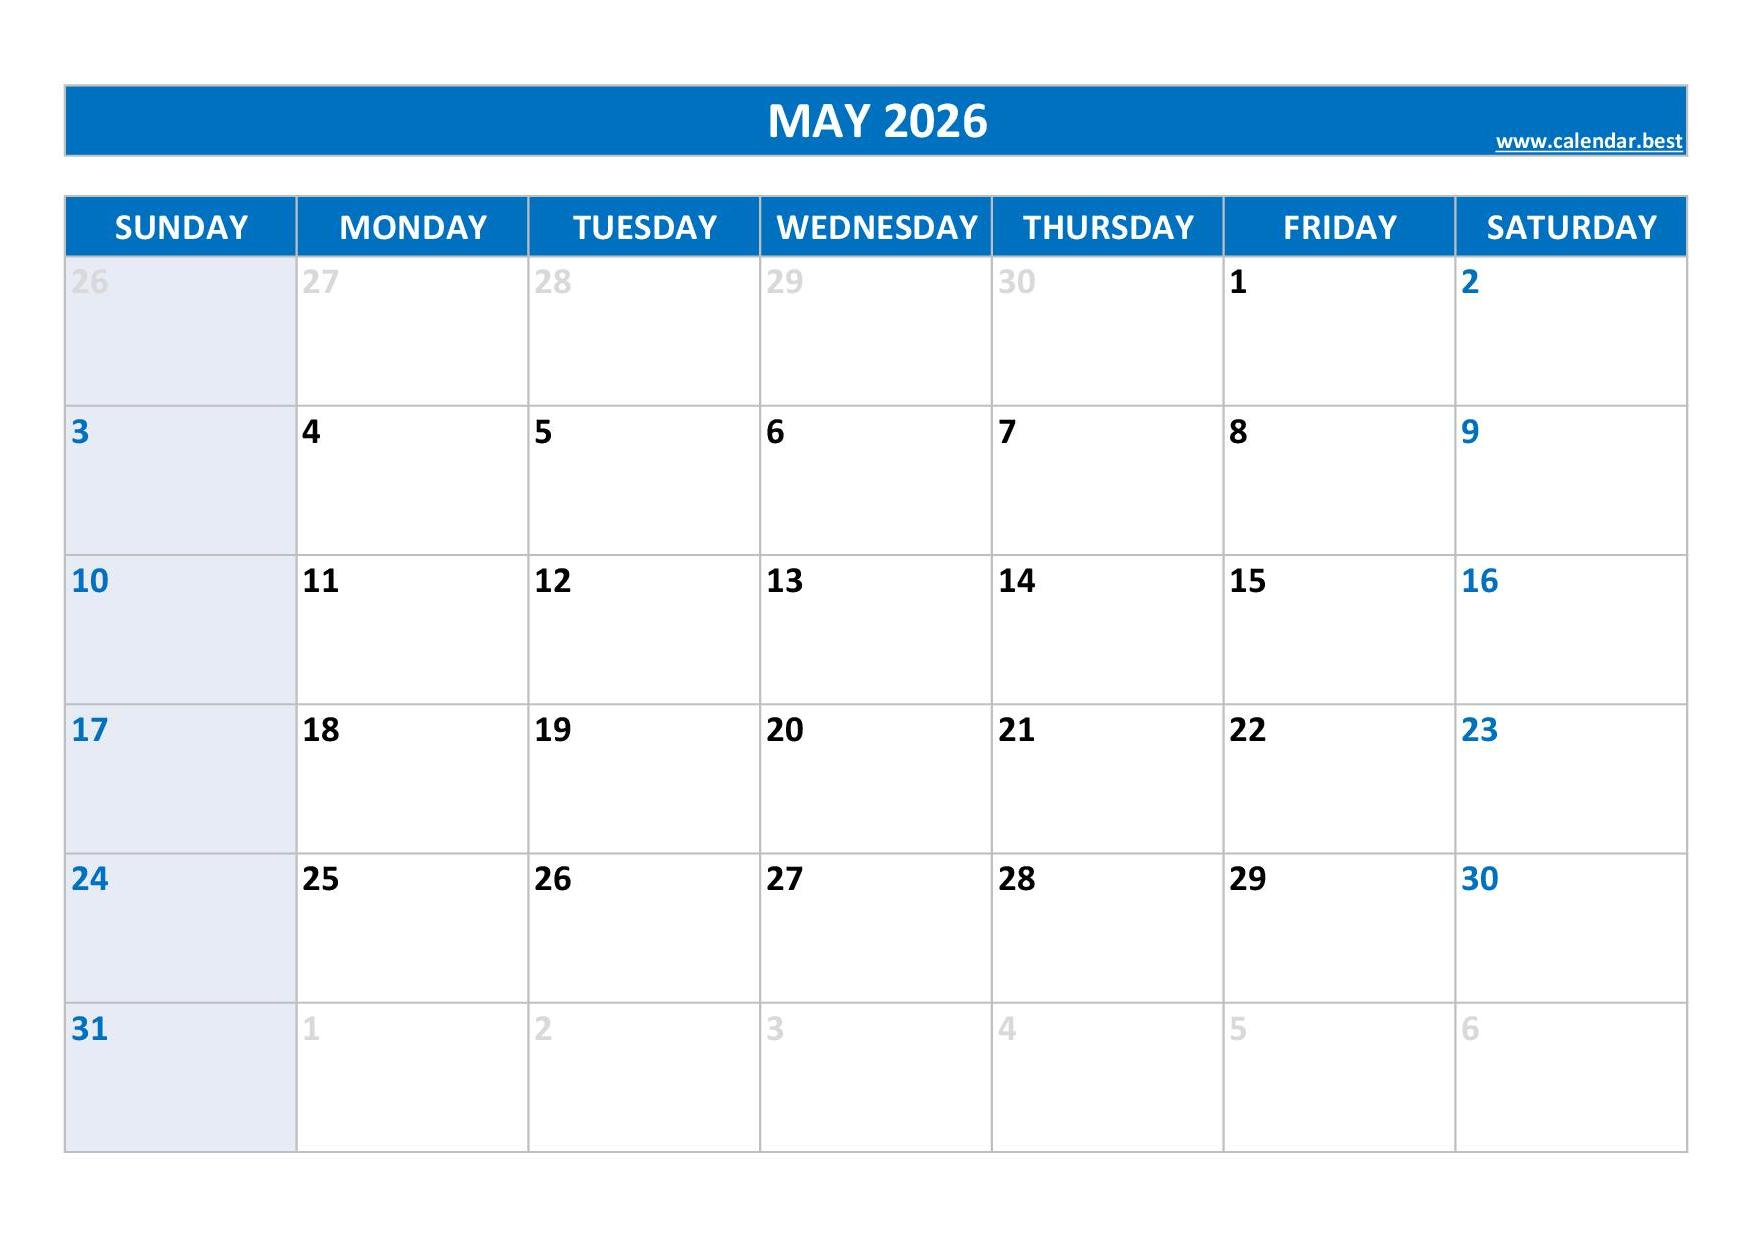 MAY 2026
www.calendar.best
SUNDAY MONDAY TUESDAY WEDNESDAY THURSDAY FRIDAY SATURDAY
26 27 28 29 30 1 2
3 4 5 6 7 8 9
10 11 12 13 14 15 16
17 18 19 20 21 22 23
24 25 26 27 28 29 30
31 1 2 3 4 5 6